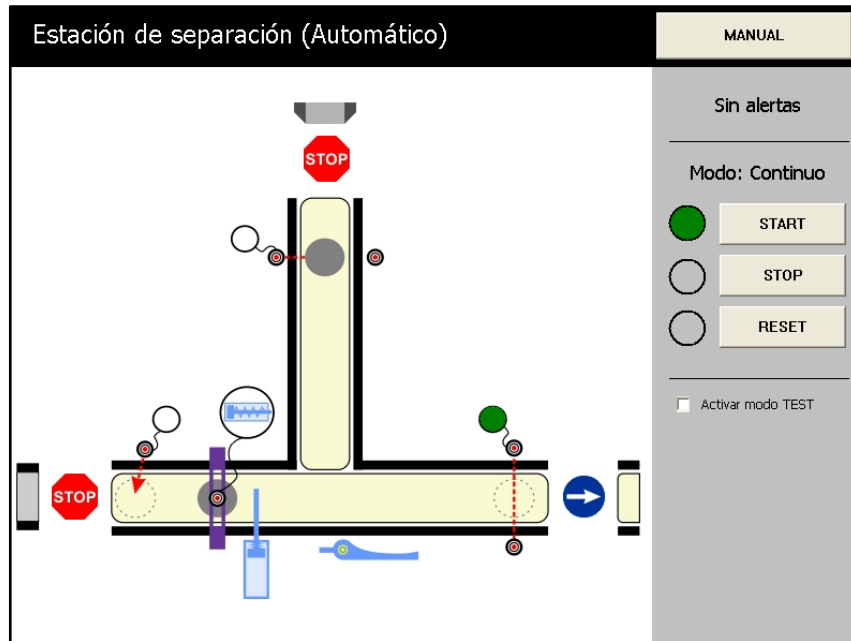 Estación de separación (Automático)
MANUAL
Sin alertas
STOP
Modo: Continuo
START
STOP
RESET
Activar modo TEST
STOP